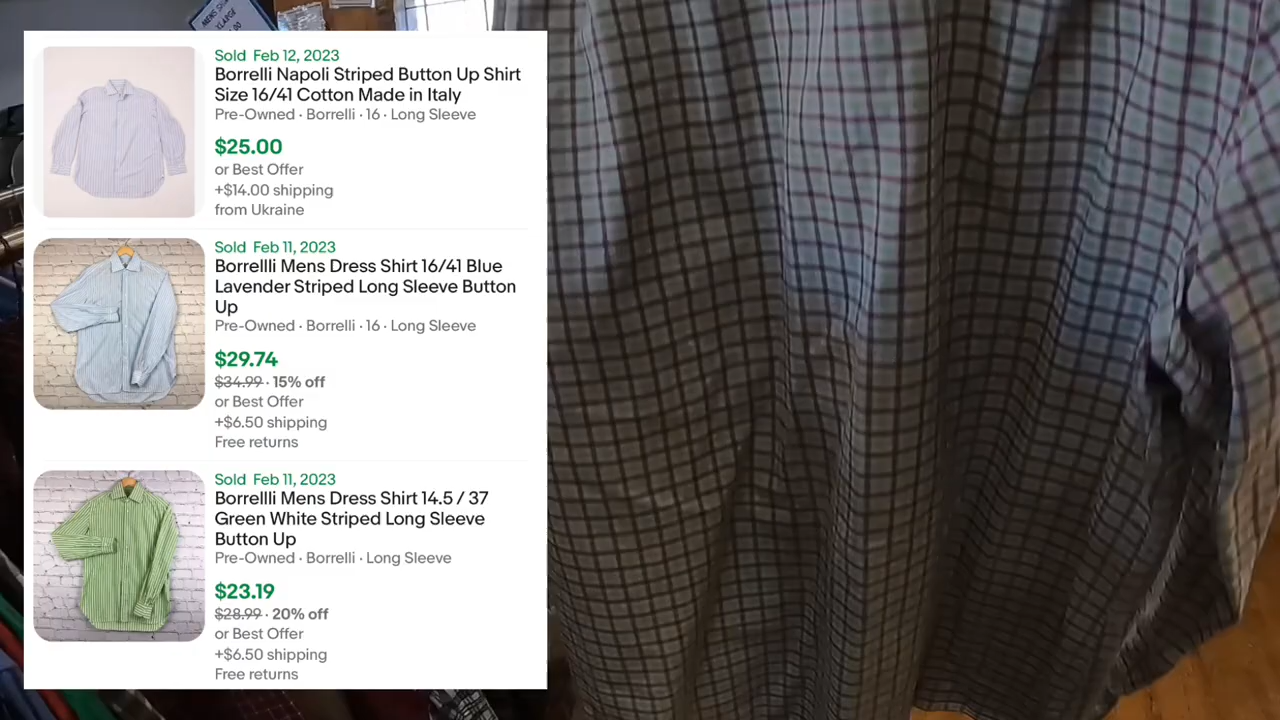 MENS
XLARGE
Sold Feb 12, 2023
Borrelli Napoli Striped Button Up Shirt
Size 16/41 Cotton Made in Italy
Pre-Owned · Borrelli · 16 · Long Sleeve
$25.00
or Best Offer
+$14.00 shipping
from Ukraine
Sold Feb 11, 2023
Borrellli Mens Dress Shirt 16/41 Blue
Lavender Striped Long Sleeve Button
Up
Pre-Owned · Borrelli · 16 · Long Sleeve
$29.74
$34.99 · 15% off
or Best Offer
+$6.50 shipping
Free returns
Sold Feb 11, 2023
Borrellli Mens Dress Shirt 14.5 / 37
Green White Striped Long Sleeve
Button Up
Pre-Owned · Borrelli · Long Sleeve
$23.19
$28.99 · 20% off
or Best Offer
+$6.50 shipping
Free returns